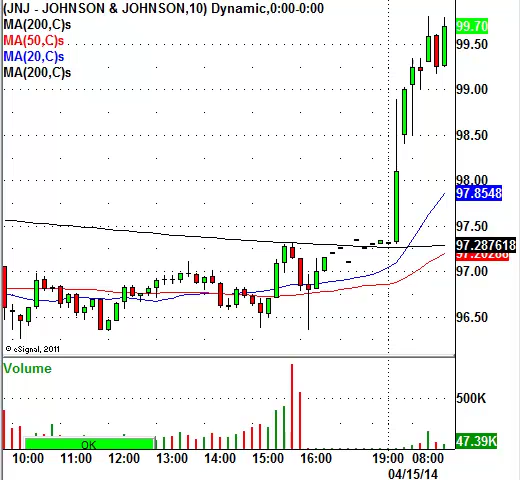 (JNJ - JOHNSON & JOHNSON,10) Dynamic,0:00-0:00
MA(200,C)s
MA(50,C)s
MA(20,C)s
MA(200,C)s
99.70
99.50
99.00
98.50
98.00
97.8548
97.50
97.287618
97.00
96.50
© eSignal, 2011
Volume
500K
47.39K
OK
10:00 11:00 12:00 13:00 14:00 15:00 16:00 19:00 08:00
04/15/14